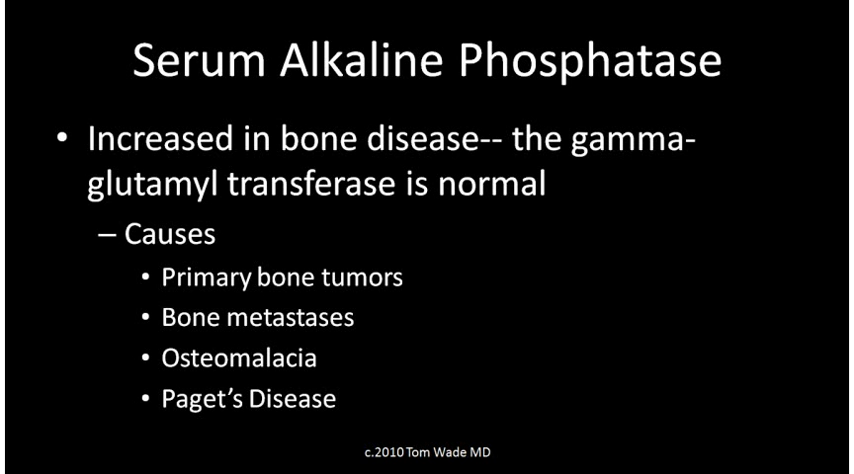 Serum Alkaline Phosphatase
• Increased in bone disease-- the gamma-
glutamyl transferase is normal
– Causes
• Primary bone tumors
• Bone metastases
• Osteomalacia
• Paget’s Disease
c.2010 Tom Wade MD